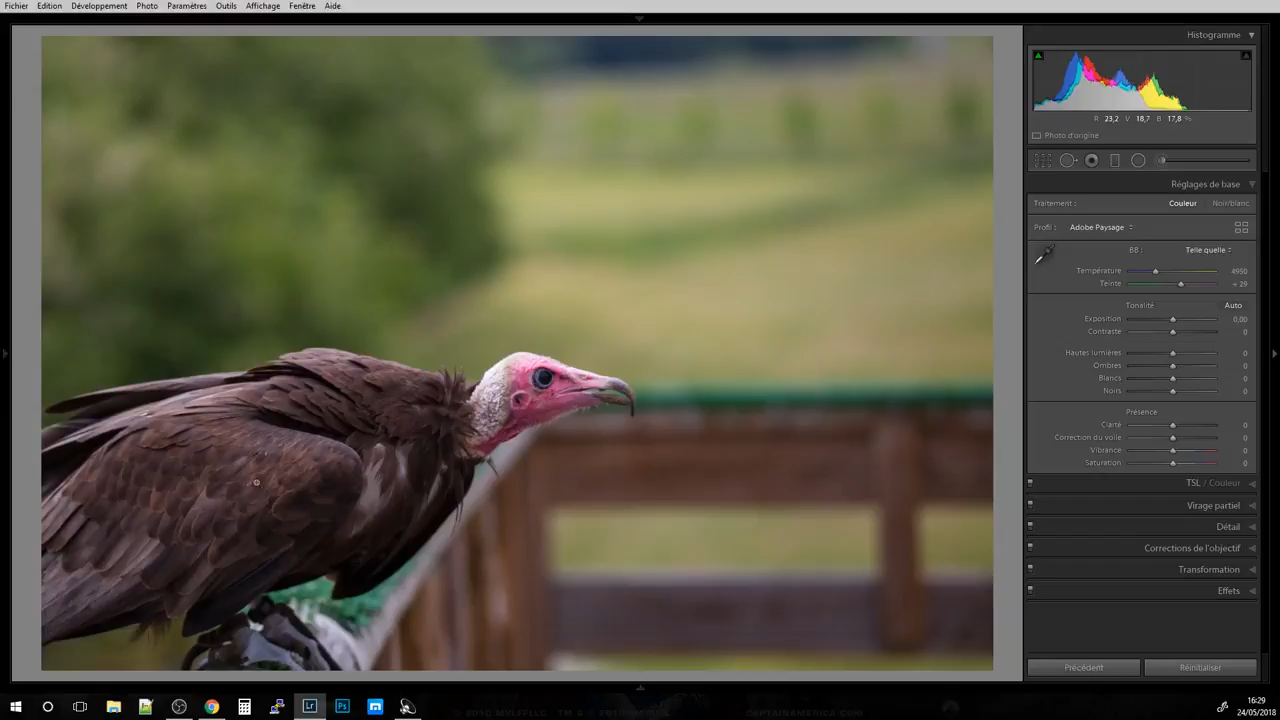 Fichier Edition Développement Photo Paramètres Outils Affichage Fenêtre Aide
Histogramme
R 23,2 V 18,7 B 17,8 %
Photo d'origine
Réglages de base
Traitement : Couleur Noir/blanc
Profil : Adobe Paysage
BB : Telle quelle
Température 4950
Teinte + 29
Tonalité Auto
Exposition 0,00
Contraste 0
Hautes lumières 0
Ombres 0
Blancs 0
Noirs 0
Présence
Clarté 0
Correction du voile 0
Vibrance 0
Saturation 0
TSL / Couleur
Virage partiel
Détail
Corrections de l'objectif
Transformation
Effets
Précédent Réinitialiser
Lr Ps
16:29
24/05/2018